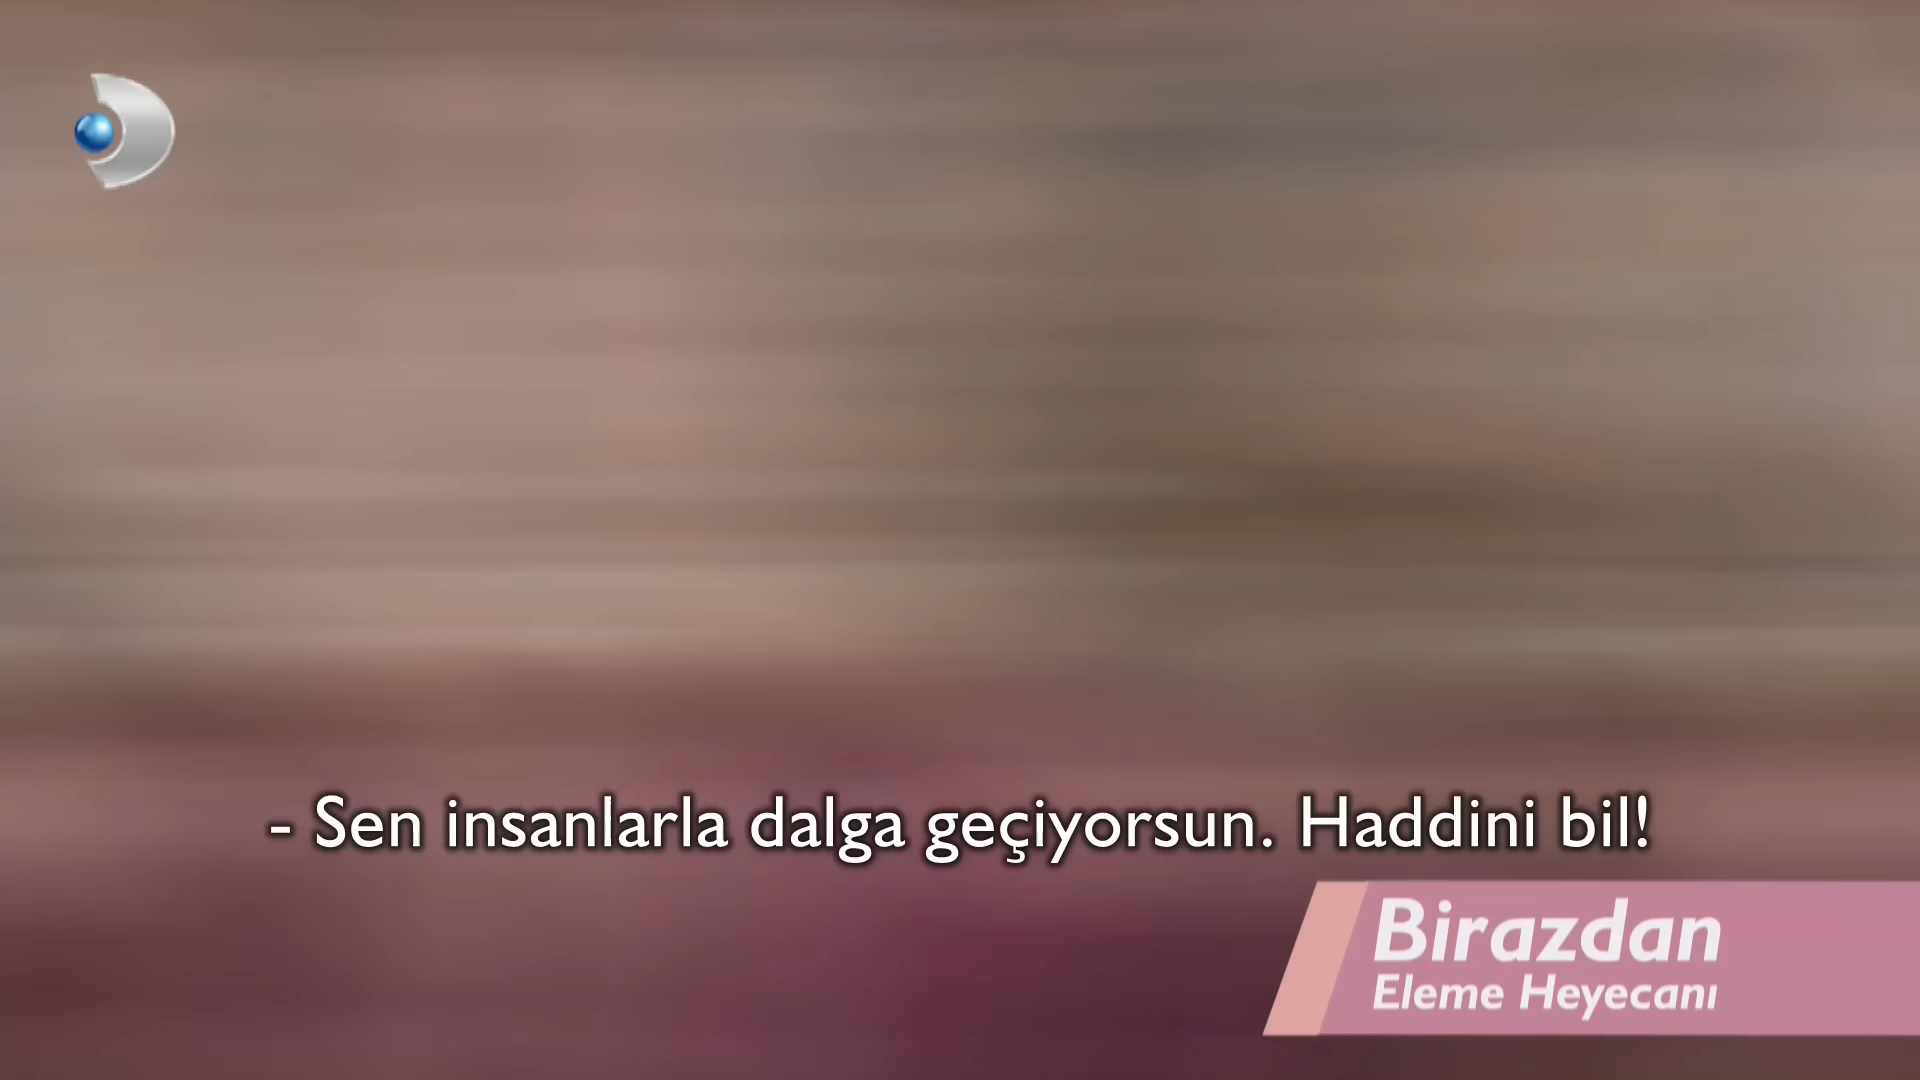 - Sen insanlarla dalga geçiyorsun. Haddini bil!
Birazdan
Eleme Heyecanı